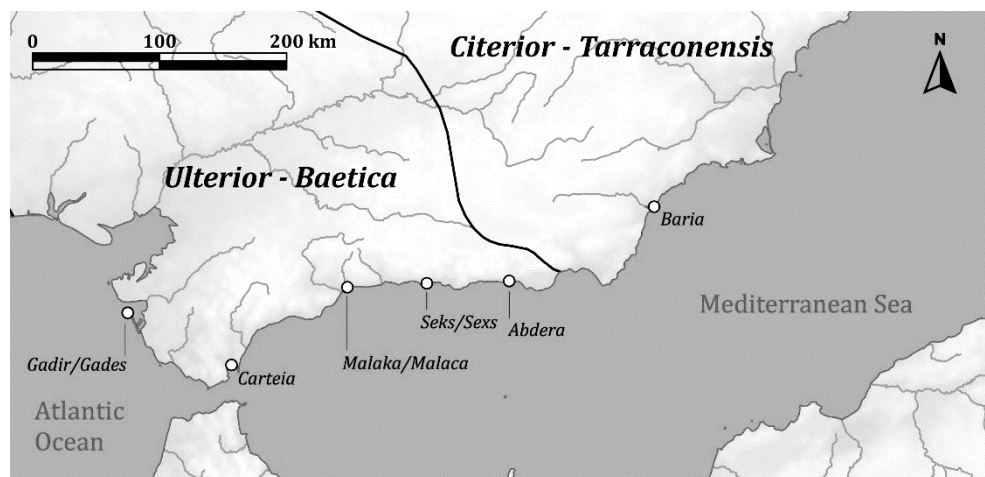 0 100 200 km
Citerior - Tarraconensis
N
Ulterior - Baetica
Baria
Mediterranean Sea
Seks/Sexs
Abdera
Gadir/Gades
Malaka/Malaca
Carteia
Atlantic
Ocean